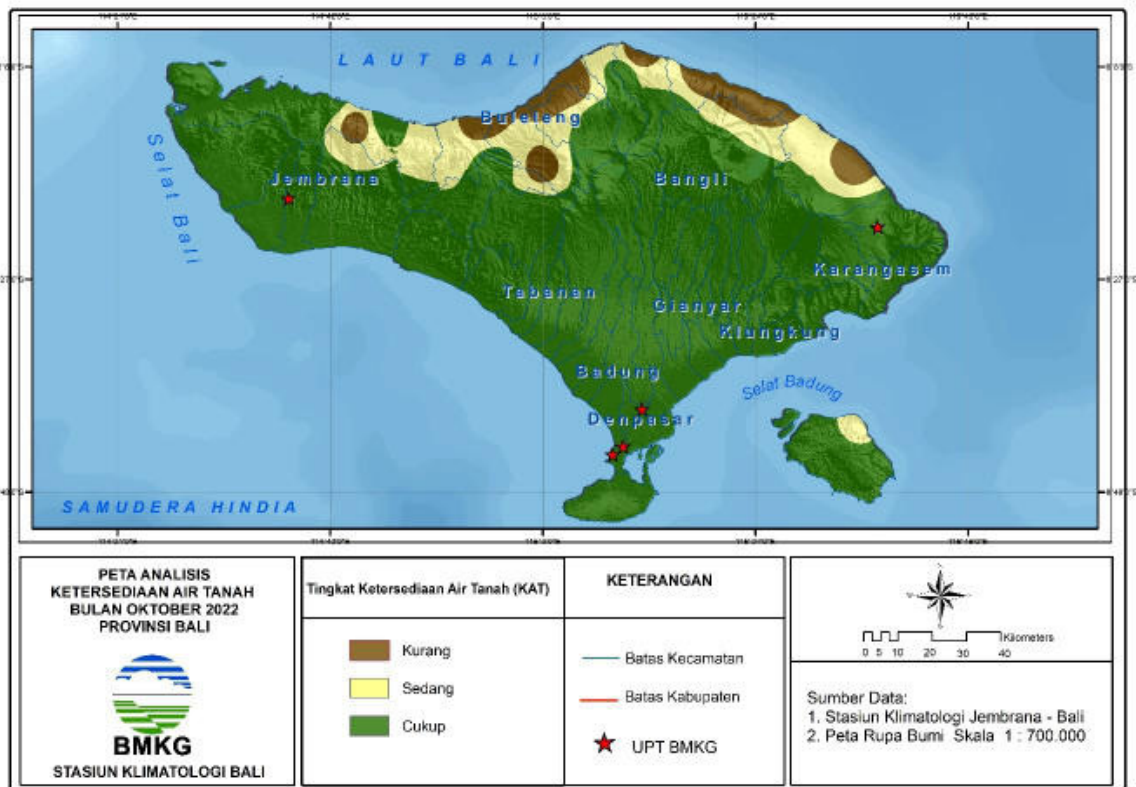 LAUT BALI
Buleleng
Selat Bali
Jembrana
Bangli
Karangasem
Tabanan
Gianyar
Klungkung
Badung
Selat Badung
Denpasar
SAMUDERA HINDIA
PETA ANALISIS
KETERSEDIAAN AIR TANAH
BULAN OKTOBER 2022
PROVINSI BALI
BMKG
STASIUN KLIMATOLOGI BALI
Tingkat Ketersediaan Air Tanah (KAT)
Kurang
Sedang
Cukup
KETERANGAN
Batas Kecamatan
Batas Kabupaten
UPT BMKG
Kilometers
0 5 10 20 30 40
Sumber Data:
1. Stasiun Klimatologi Jembrana - Bali
2. Peta Rupa Bumi Skala 1 : 700.000